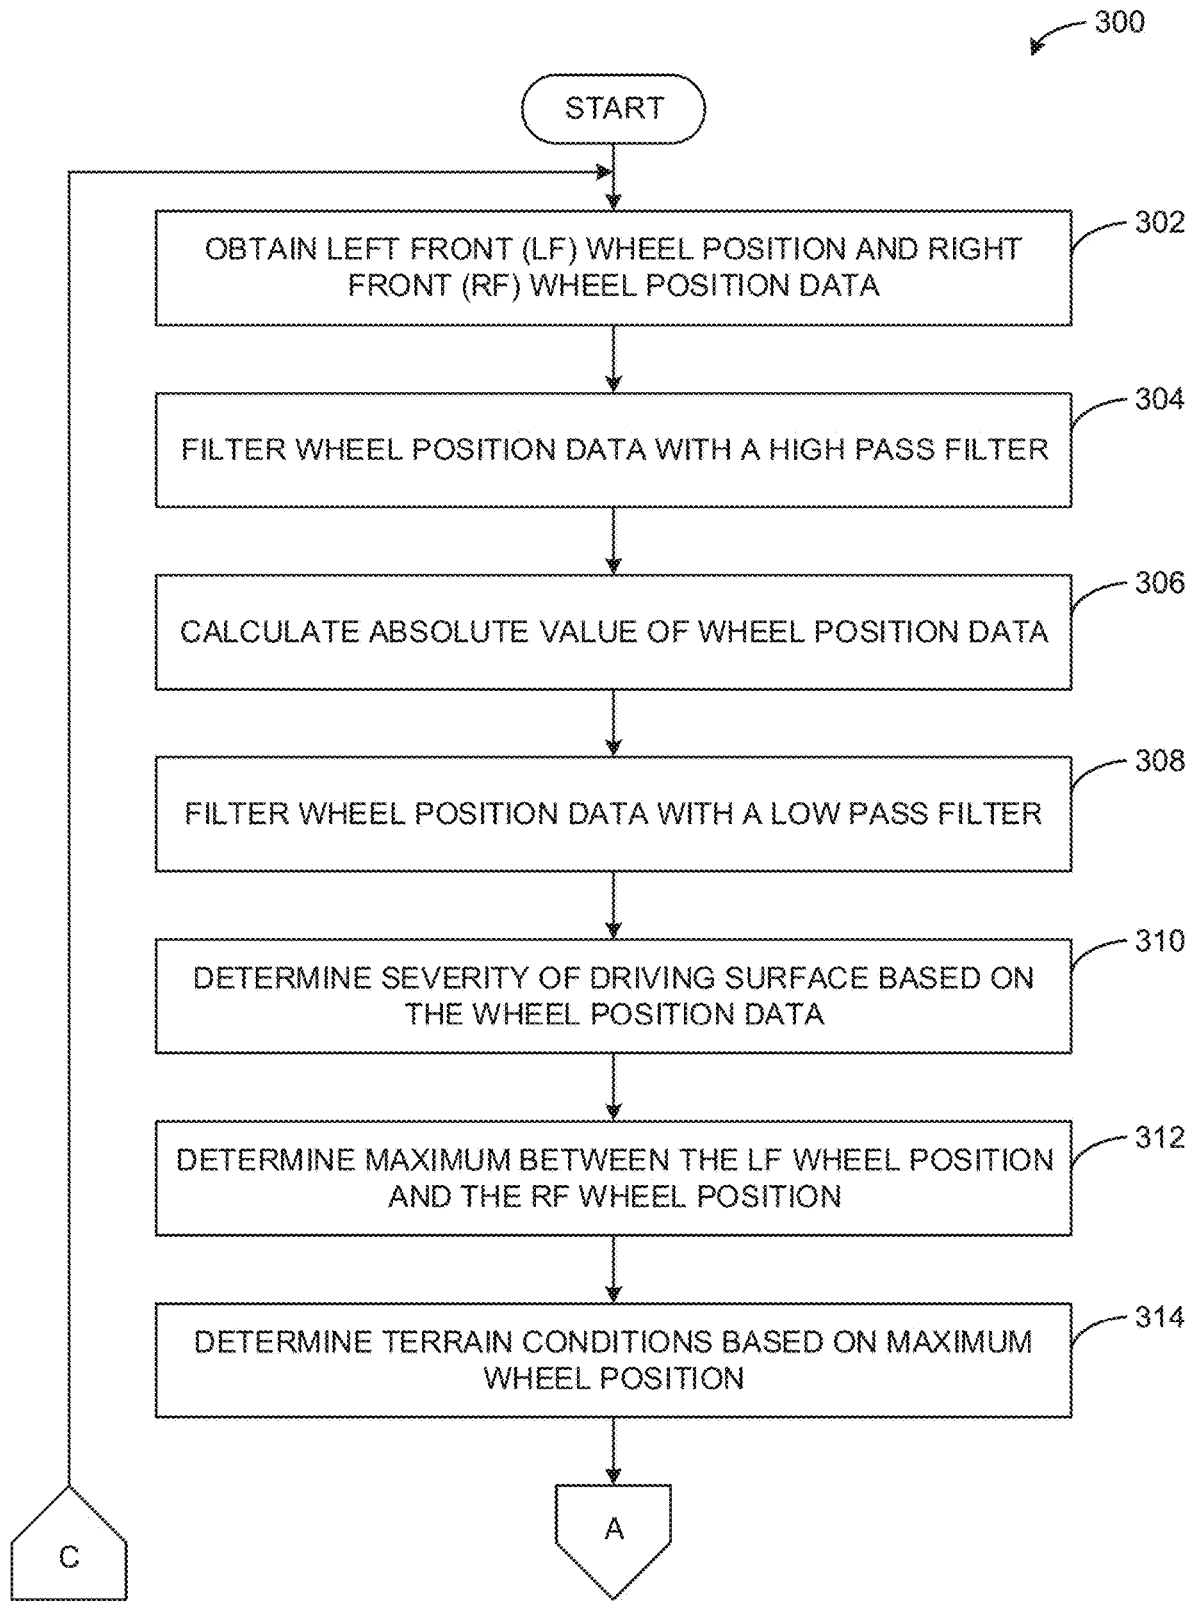 300
START
302
OBTAIN LEFT FRONT (LF) WHEEL POSITION AND RIGHT
FRONT (RF) WHEEL POSITION DATA
304
FILTER WHEEL POSITION DATA WITH A HIGH PASS FILTER
306
CALCULATE ABSOLUTE VALUE OF WHEEL POSITION DATA
308
FILTER WHEEL POSITION DATA WITH A LOW PASS FILTER
310
DETERMINE SEVERITY OF DRIVING SURFACE BASED ON
THE WHEEL POSITION DATA
312
DETERMINE MAXIMUM BETWEEN THE LF WHEEL POSITION
AND THE RF WHEEL POSITION
314
DETERMINE TERRAIN CONDITIONS BASED ON MAXIMUM
WHEEL POSITION
C
A